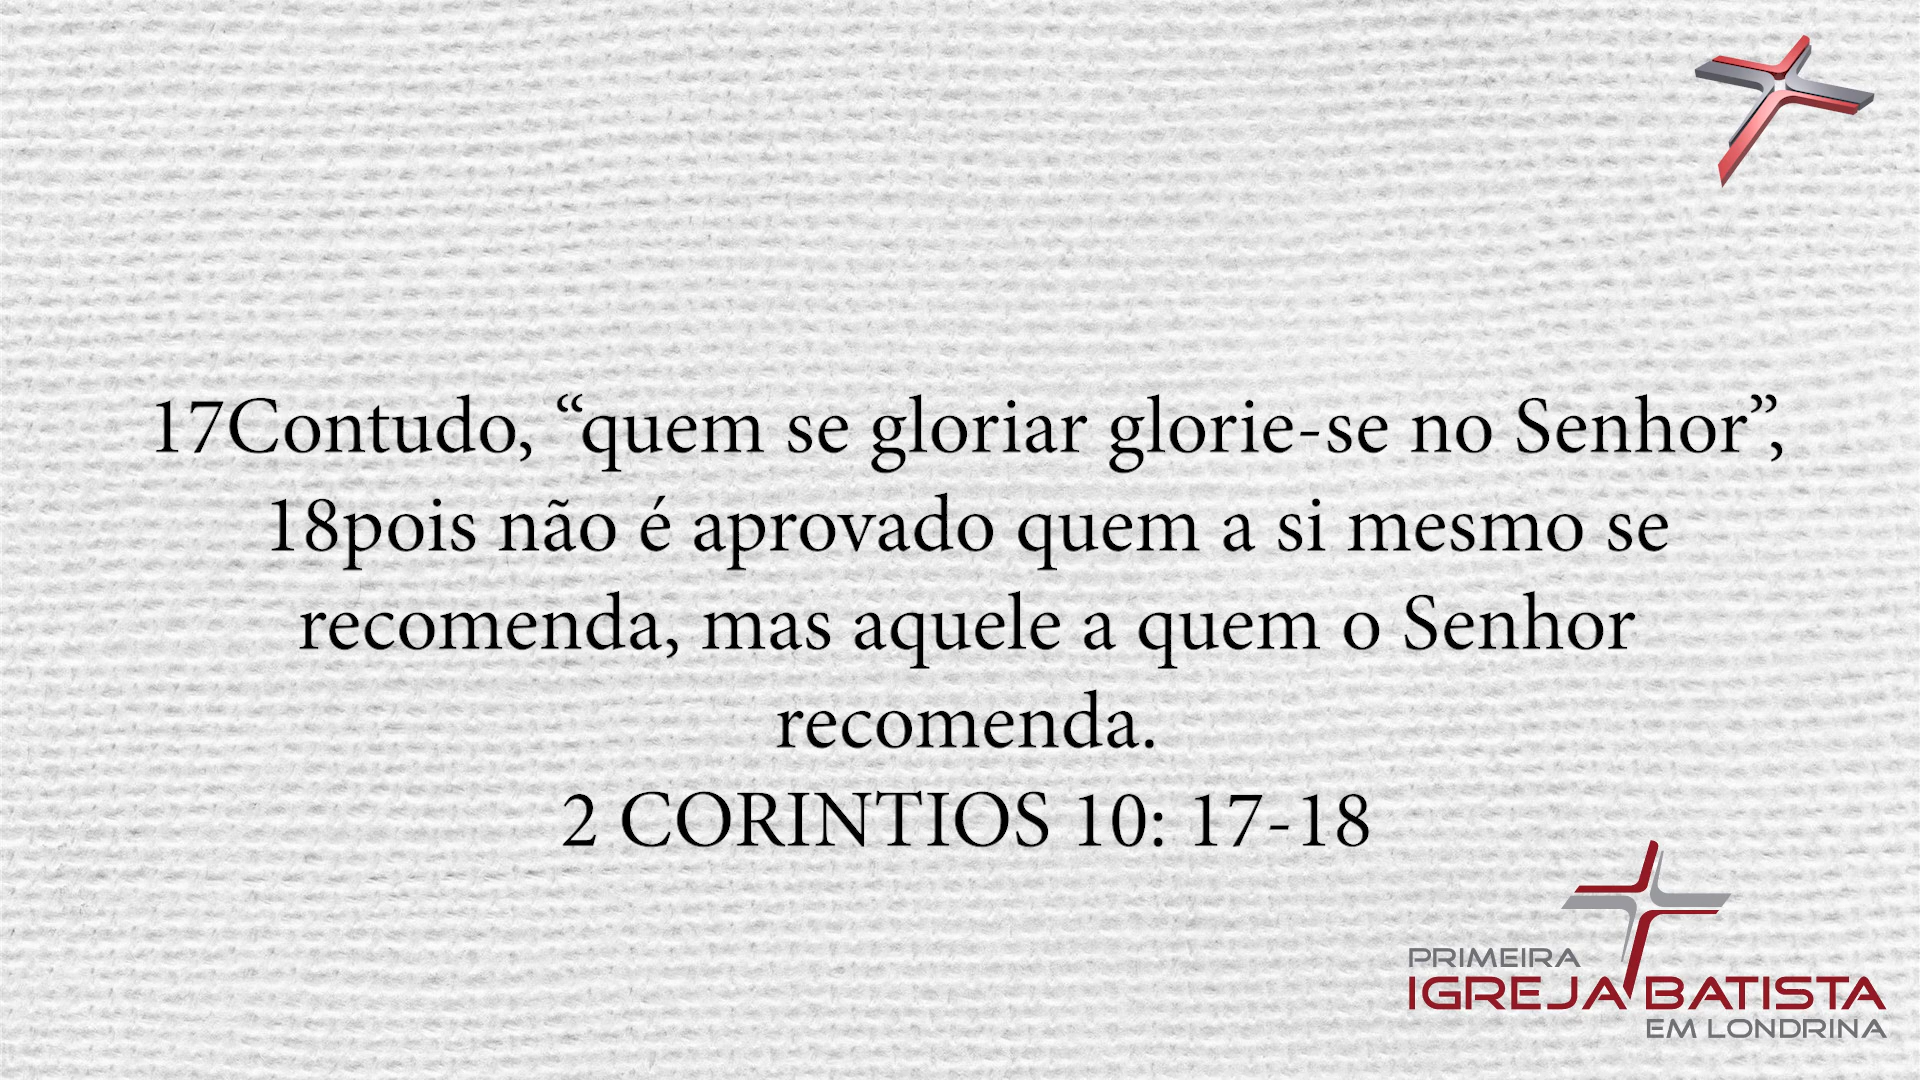 17Contudo, “quem se gloriar glorie-se no Senhor”,
18pois não é aprovado quem a si mesmo se
recomenda, mas aquele a quem o Senhor
recomenda.
2 CORINTIOS 10: 17-18
PRIMEIRA
IGREJA BATISTA
EM LONDRINA